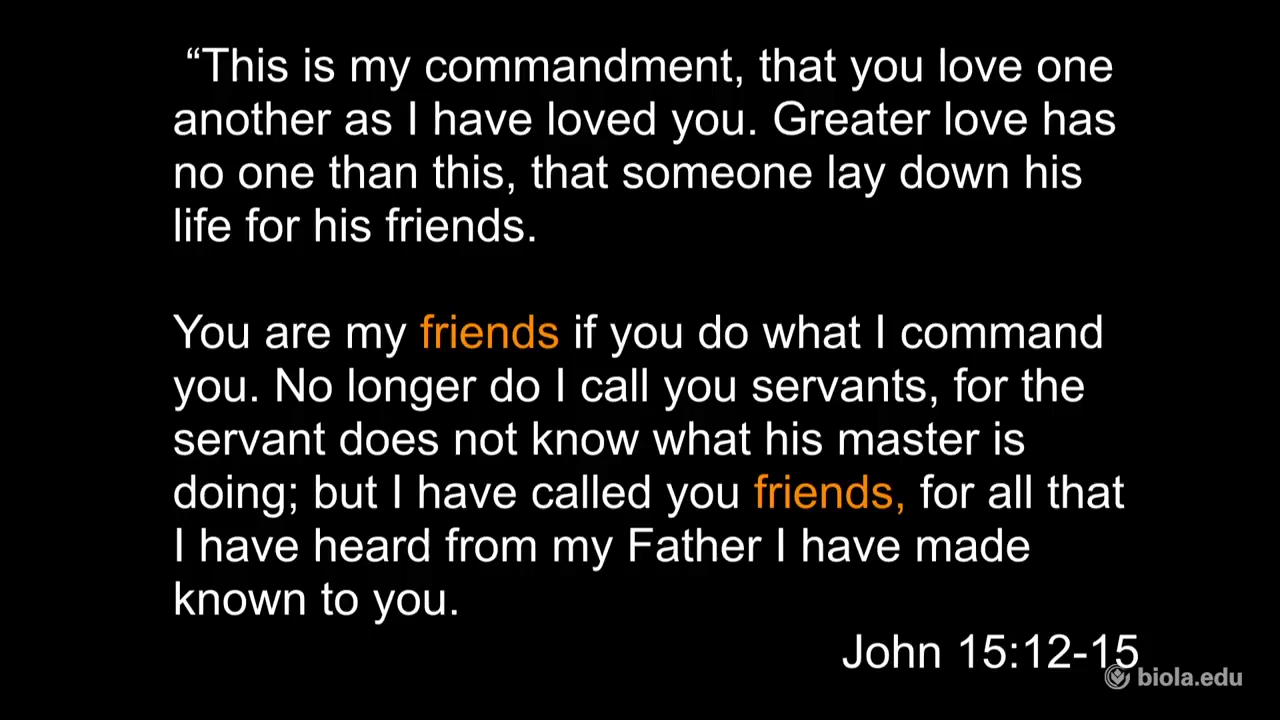 “This is my commandment, that you love one
another as I have loved you. Greater love has
no one than this, that someone lay down his
life for his friends.
You are my friends if you do what I command
you. No longer do I call you servants, for the
servant does not know what his master is
doing; but I have called you friends, for all that
I have heard from my Father I have made
known to you.
John 15:12-15
biola.edu